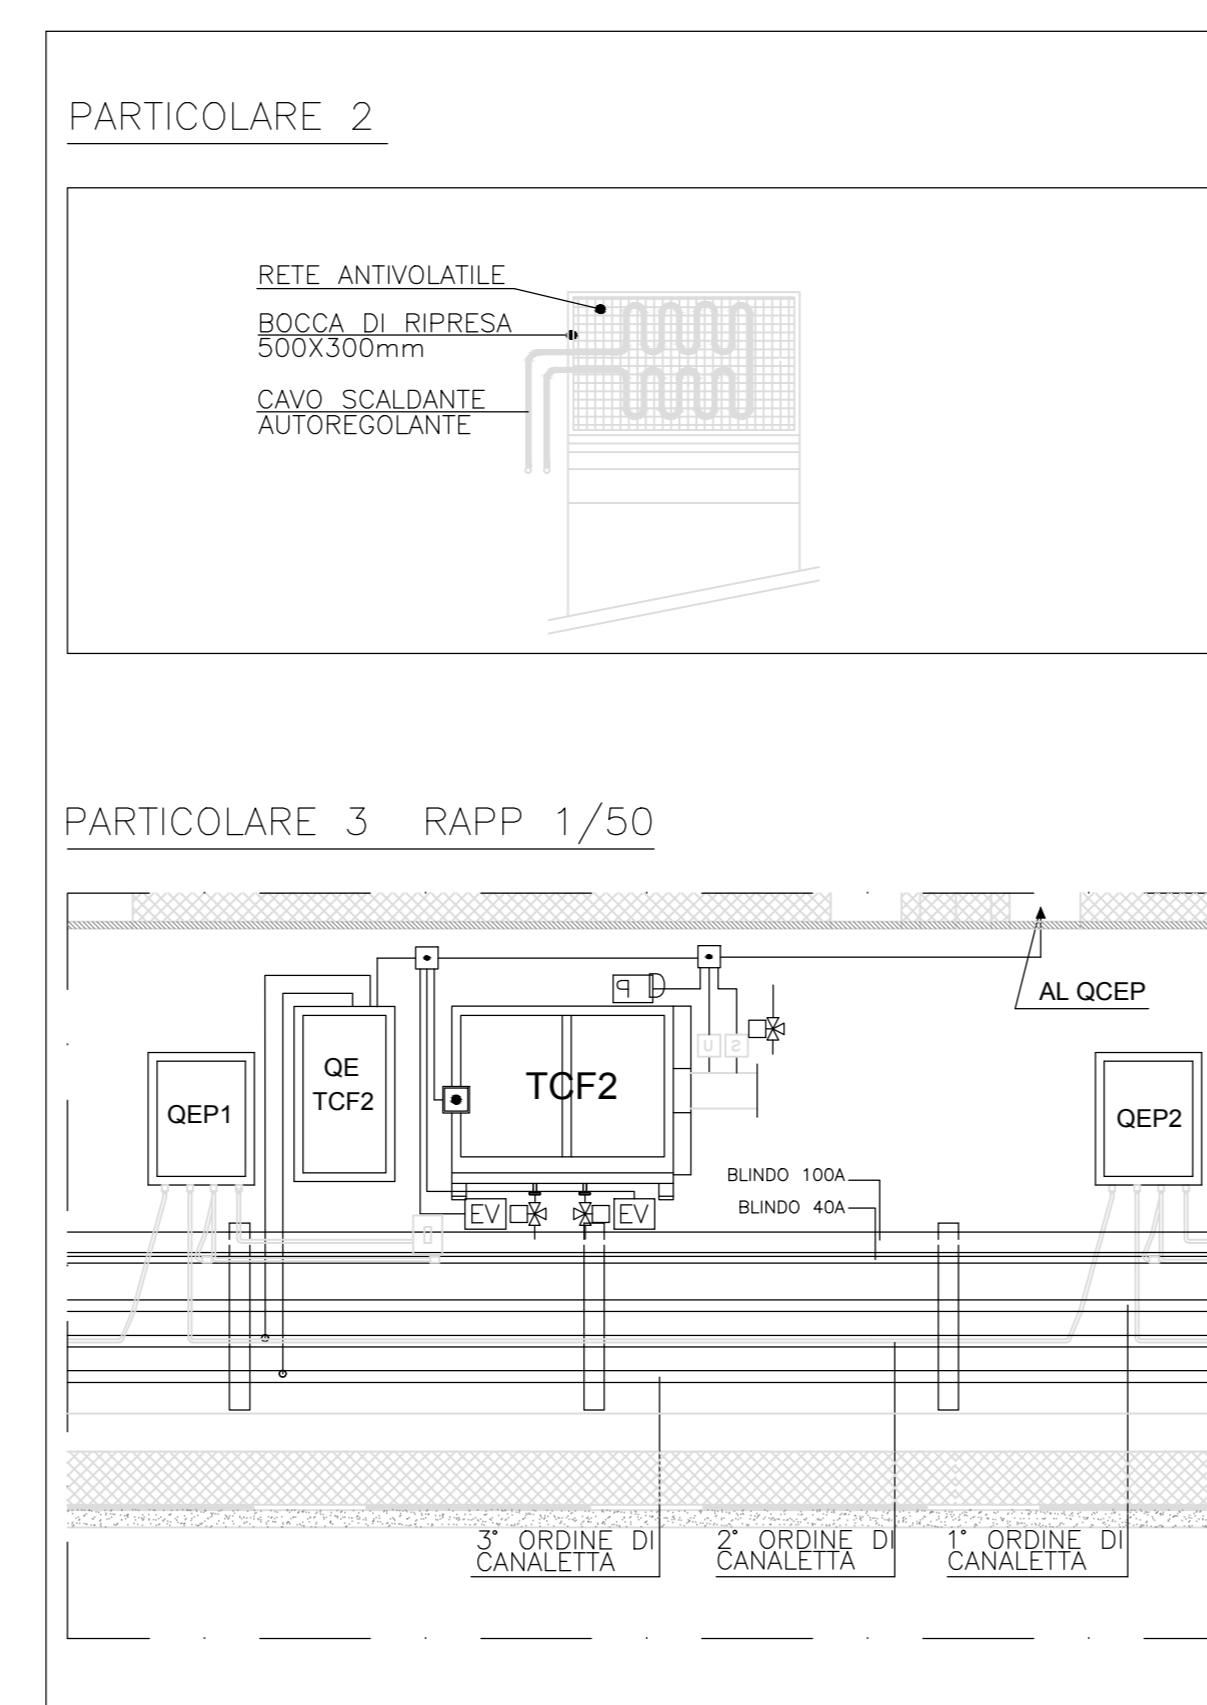 PARTICOLARE 2
RETE ANTIVOLATILE
BOCCA DI RIPRESA
500X300mm
CAVO SCALDANTE
AUTOREGOLANTE
PARTICOLARE 3 RAPP 1/50
AL QCEP
P
U
S
QE
TCF2
TCF2
QEP1
QEP2
BLINDO 100A
BLINDO 40A
EV
EV
3° ORDINE DI
CANALETTA
2° ORDINE DI
CANALETTA
1° ORDINE DI
CANALETTA